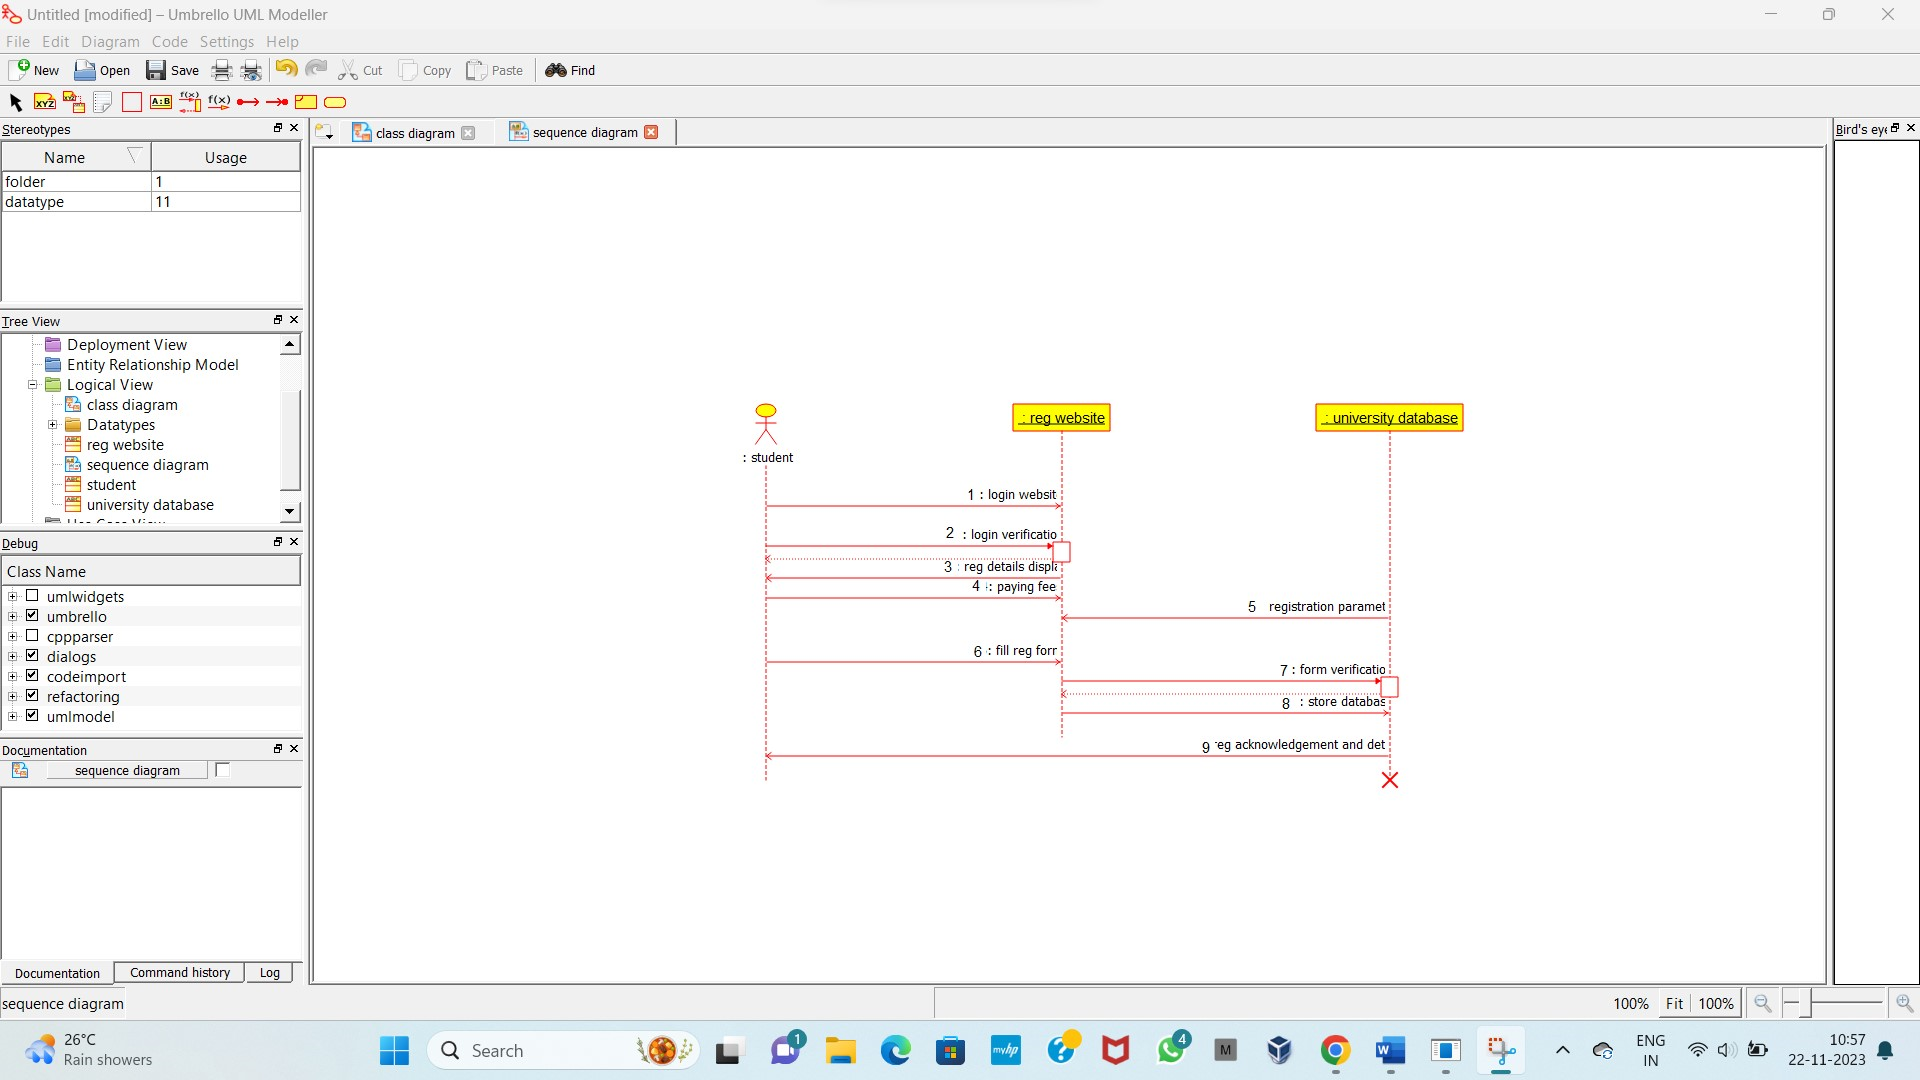 Untitled [modified] – Umbrello UML Modeller
File Edit Diagram Code Settings Help
New Open Save Cut Copy Paste Find
XYZ A:B f(x) f(x)
Stereotypes
Name Usage
folder 1
datatype 11
Tree View
Deployment View
Entity Relationship Model
Logical View
class diagram
Datatypes
reg website
sequence diagram
student
university database
Debug
Class Name
umlwidgets
umbrello
cppparser
dialogs
codeimport
refactoring
umlmodel
Documentation
sequence diagram
Documentation Command history Log
class diagram sequence diagram
Bird's eye
: student
: reg website
: university database
1 : login websit
2 : login verificatio
3 : reg details displa
4 : paying fee
5 registration paramet
6 : fill reg forr
7 : form verificatio
8 : store databas
9 eg acknowledgement and det
sequence diagram
100% Fit 100%
26°C
Rain showers
Search
1
myhp
4
M
W
ENG
IN
10:57
22-11-2023